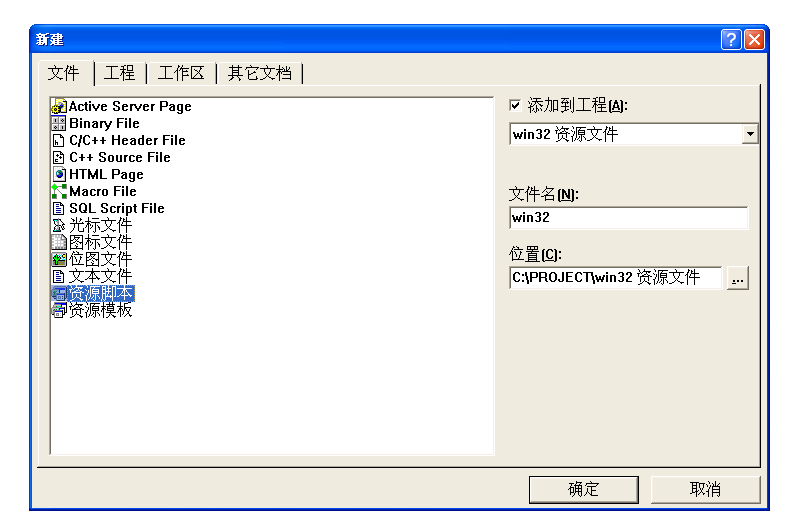 新建
文件 工程 工作区 其它文档
Active Server Page
Binary File
C/C++ Header File
C++ Source File
HTML Page
Macro File
SQL Script File
光标文件
图标文件
位图文件
文本文件
资源脚本
资源模板
添加到工程(A):
win32 资源文件
文件名(N):
win32
位置(C):
C:\PROJECT\win32 资源文件 ...
确定 取消